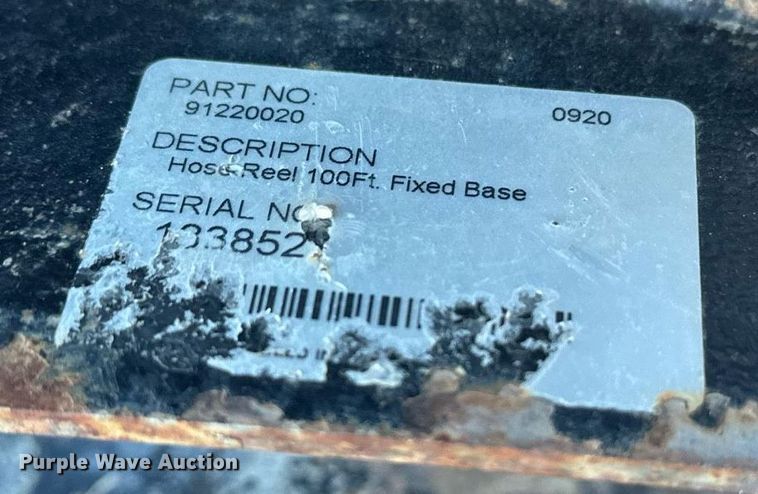 PART NO:
91220020 0920
DESCRIPTION
Hose Reel 100Ft. Fixed Base
SERIAL NO
Purple Wave Auction